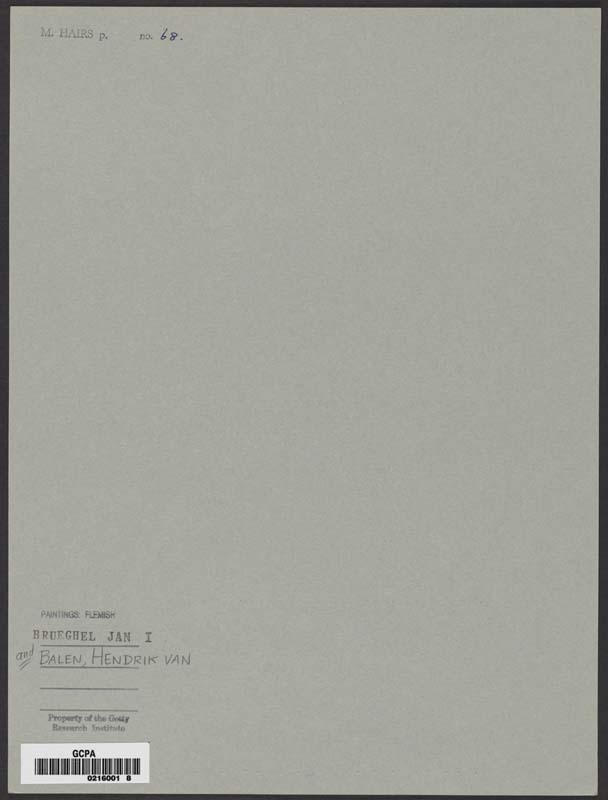 M. HAIRS p. no. 68.
PAINTINGS: FLEMISH
BRUEGHEL JAN I
and BALEN, HENDRIK VAN
Property of the Getty
Research Institute
GCPA
0216001 8